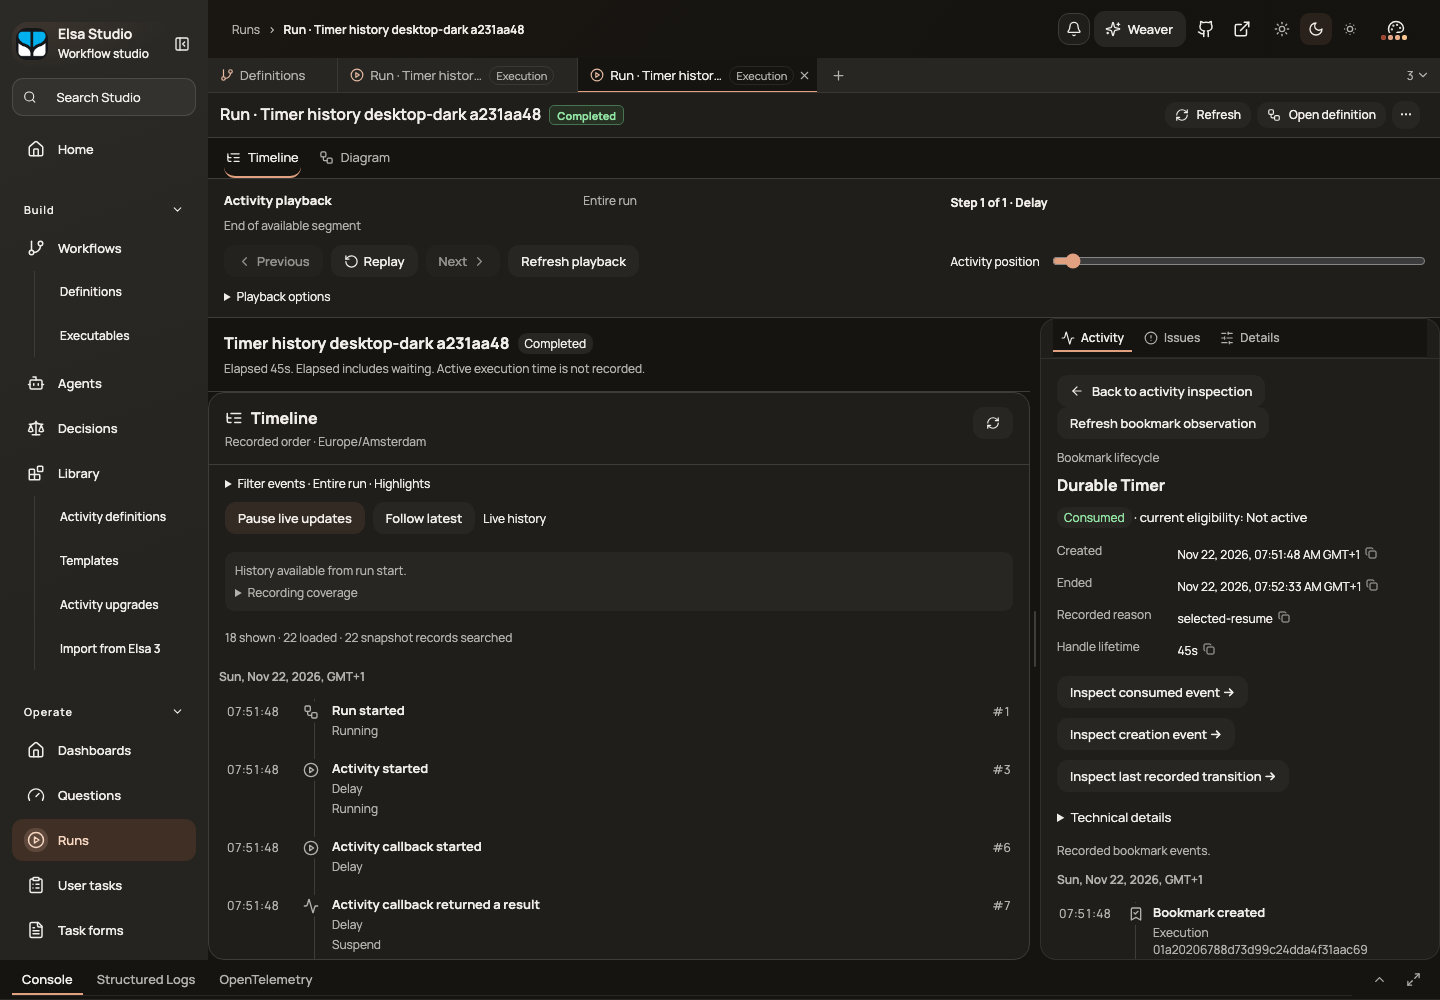 Elsa Studio
Workflow studio
Search Studio
Home
Build
Workflows
Definitions
Executables
Agents
Decisions
Library
Activity definitions
Templates
Activity upgrades
Import from Elsa 3
Operate
Dashboards
Questions
Runs
User tasks
Task forms
Runs › Run · Timer history desktop-dark a231aa48
Weaver
Definitions
Run · Timer histor... Execution
Run · Timer histor... Execution
3
Run · Timer history desktop-dark a231aa48 Completed
Refresh
Open definition
Timeline
Diagram
Activity playback
Entire run
Step 1 of 1 · Delay
End of available segment
Previous
Replay
Next
Refresh playback
Activity position
Playback options
Timer history desktop-dark a231aa48 Completed
Elapsed 45s. Elapsed includes waiting. Active execution time is not recorded.
Timeline
Recorded order · Europe/Amsterdam
Filter events · Entire run · Highlights
Pause live updates
Follow latest
Live history
History available from run start.
Recording coverage
18 shown · 22 loaded · 22 snapshot records searched
Sun, Nov 22, 2026, GMT+1
07:51:48 Run started #1
Running
07:51:48 Activity started #3
Delay
Running
07:51:48 Activity callback started #6
Delay
07:51:48 Activity callback returned a result #7
Delay
Suspend
Activity
Issues
Details
Back to activity inspection
Refresh bookmark observation
Bookmark lifecycle
Durable Timer
Consumed · current eligibility: Not active
Created Nov 22, 2026, 07:51:48 AM GMT+1
Ended Nov 22, 2026, 07:52:33 AM GMT+1
Recorded reason selected-resume
Handle lifetime 45s
Inspect consumed event →
Inspect creation event →
Inspect last recorded transition →
Technical details
Recorded bookmark events.
Sun, Nov 22, 2026, GMT+1
07:51:48 Bookmark created
Execution
01a20206788d73d99c24dda4f31aac69
Console
Structured Logs
OpenTelemetry